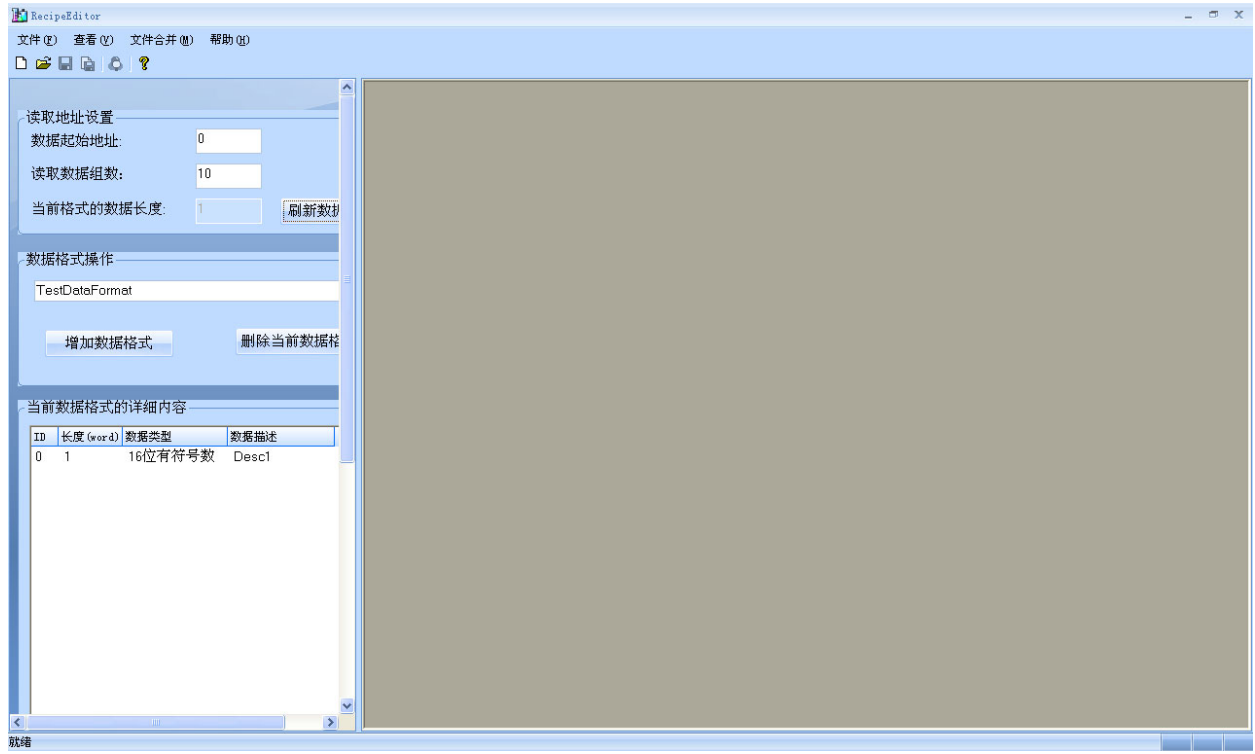 RecipeEditor
文件(F) 查看(V) 文件合并(M) 帮助(H)
读取地址设置
数据起始地址: 0
读取数据组数: 10
当前格式的数据长度: 1 刷新数据
数据格式操作
TestDataFormat
增加数据格式 删除当前数据格
当前数据格式的详细内容
ID 长度(word) 数据类型 数据描述
0 1 16位有符号数 Desc1
就绪